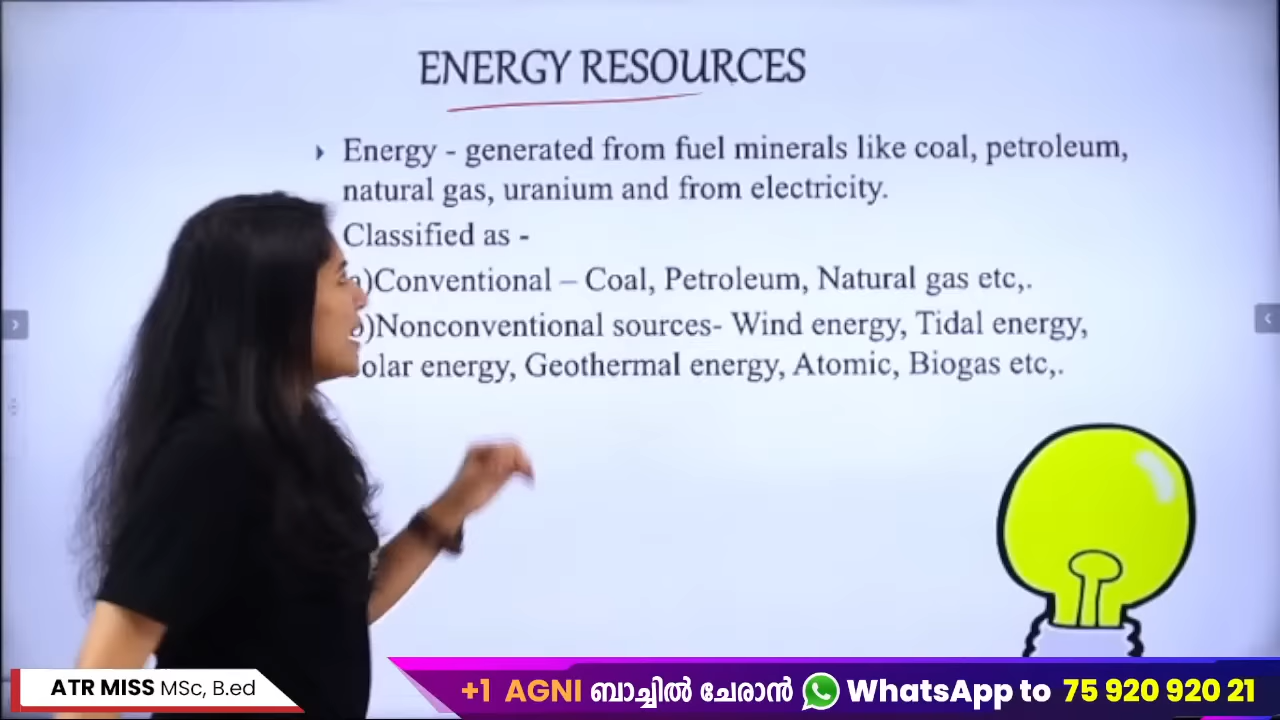 ENERGY RESOURCES
Energy - generated from fuel minerals like coal, petroleum,
natural gas, uranium and from electricity.
Classified as -
)Conventional – Coal, Petroleum, Natural gas etc,.
)Nonconventional sources- Wind energy, Tidal energy,
olar energy, Geothermal energy, Atomic, Biogas etc,.
ATR MISS MSc, B.ed
+1 AGNI ബാച്ചിൽ ചേരാൻ WhatsApp to 75 920 920 21